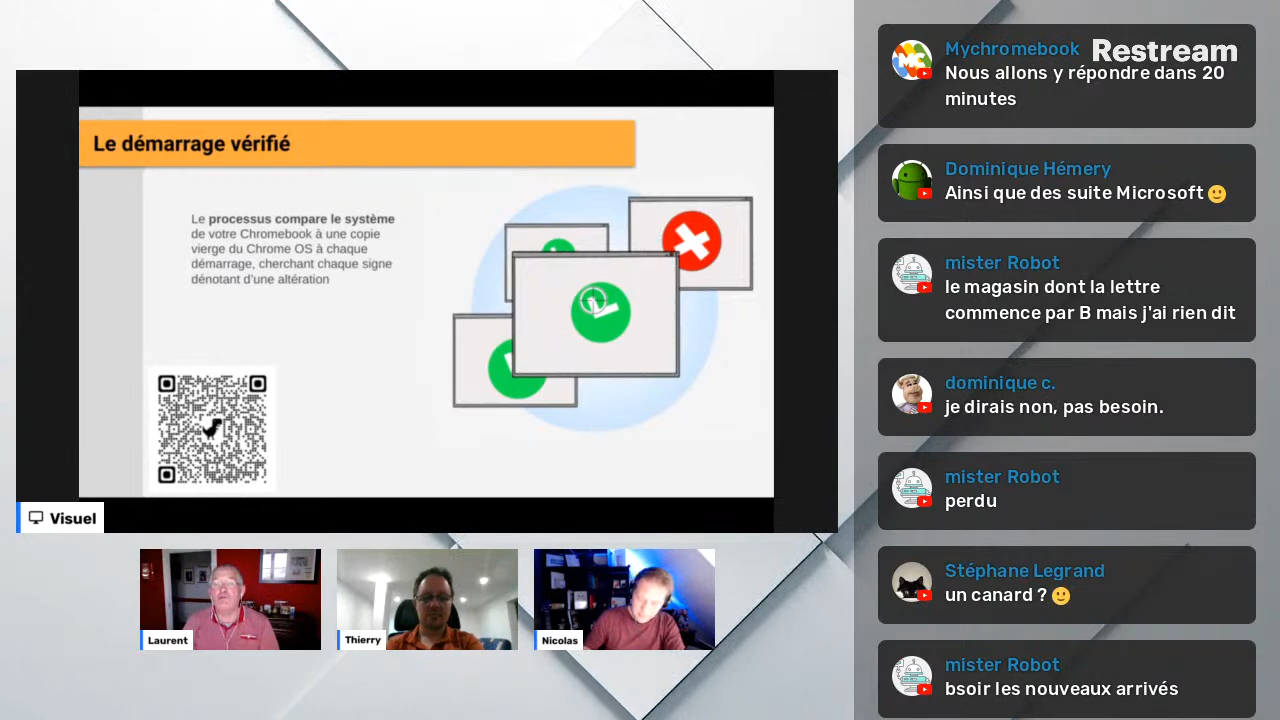 Le démarrage vérifié
Le processus compare le système
de votre Chromebook à une copie
vierge du Chrome OS à chaque
démarrage, cherchant chaque signe
dénotant d'une altération
Visuel
Laurent
Thierry
Nicolas
Restream
Mychromebook
Nous allons y répondre dans 20
minutes
Dominique Hémery
Ainsi que des suite Microsoft 🙂
mister Robot
le magasin dont la lettre
commence par B mais j'ai rien dit
dominique c.
je dirais non, pas besoin.
mister Robot
perdu
Stéphane Legrand
un canard ? 🙂
mister Robot
bsoir les nouveaux arrivés